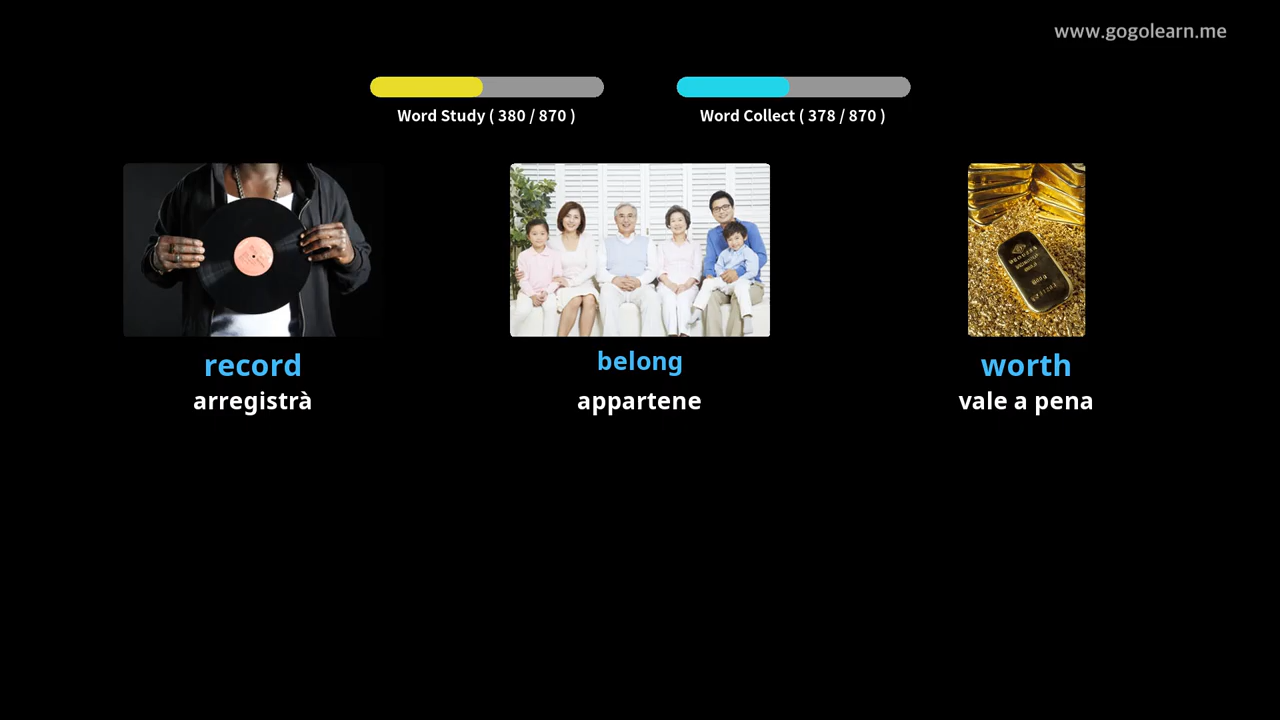 www.gogolearn.me
Word Study ( 380 / 870 )
Word Collect ( 378 / 870 )
record
belong
worth
arregistrà
appartene
vale a pena